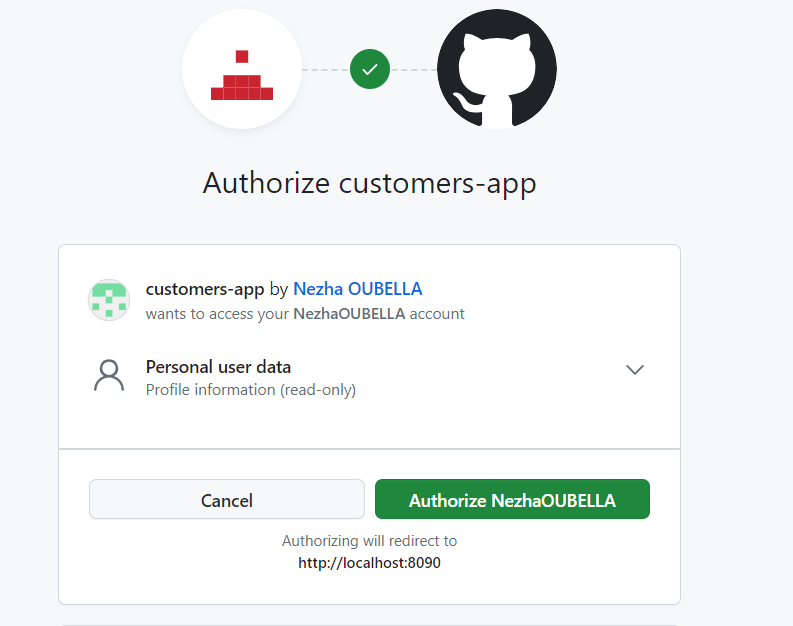 Authorize customers-app
customers-app by Nezha OUBELLA
wants to access your NezhaOUBELLA account
Personal user data
Profile information (read-only)
Cancel
Authorize NezhaOUBELLA
Authorizing will redirect to
http://localhost:8090